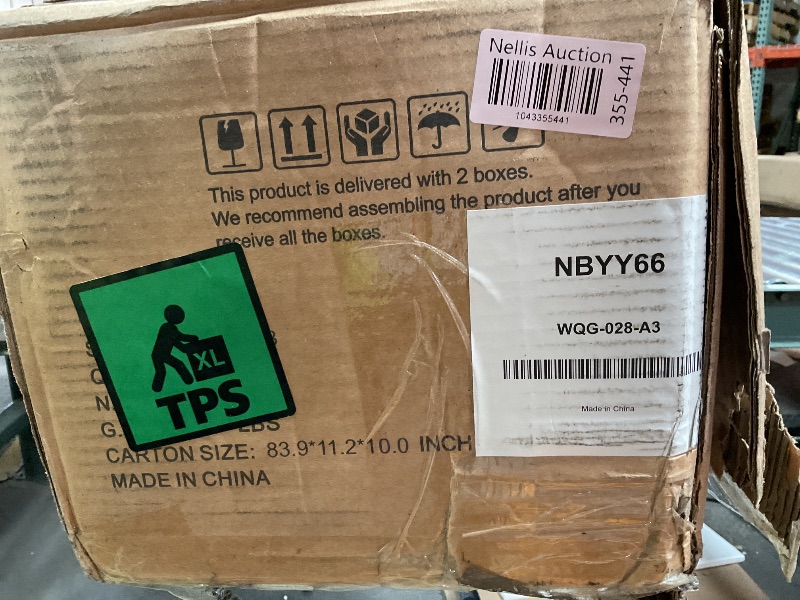 Nellis Auction
1043355441
355-441
This product is delivered with 2 boxes.
We recommend assembling the product after you
receive all the boxes.
NBYY66
WQG-028-A3
Made in China
XL
TPS
N.
G. LBS
CARTON SIZE: 83.9*11.2*10.0 INCH
MADE IN CHINA